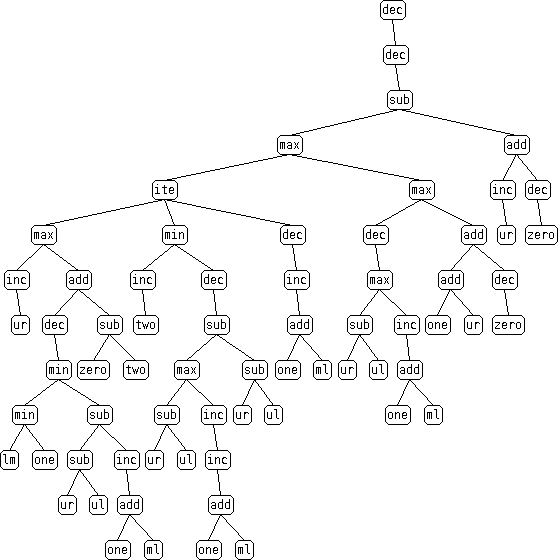 dec
dec
sub
max add
ite max inc dec
max min dec dec add ur zero
inc add inc dec inc max add dec
ur dec sub two sub add sub inc one ur zero
min zero two max sub one ml ur ul add
min sub sub inc ur ul one ml
lm one sub inc ur ul inc
ur ul add add
one ml one ml